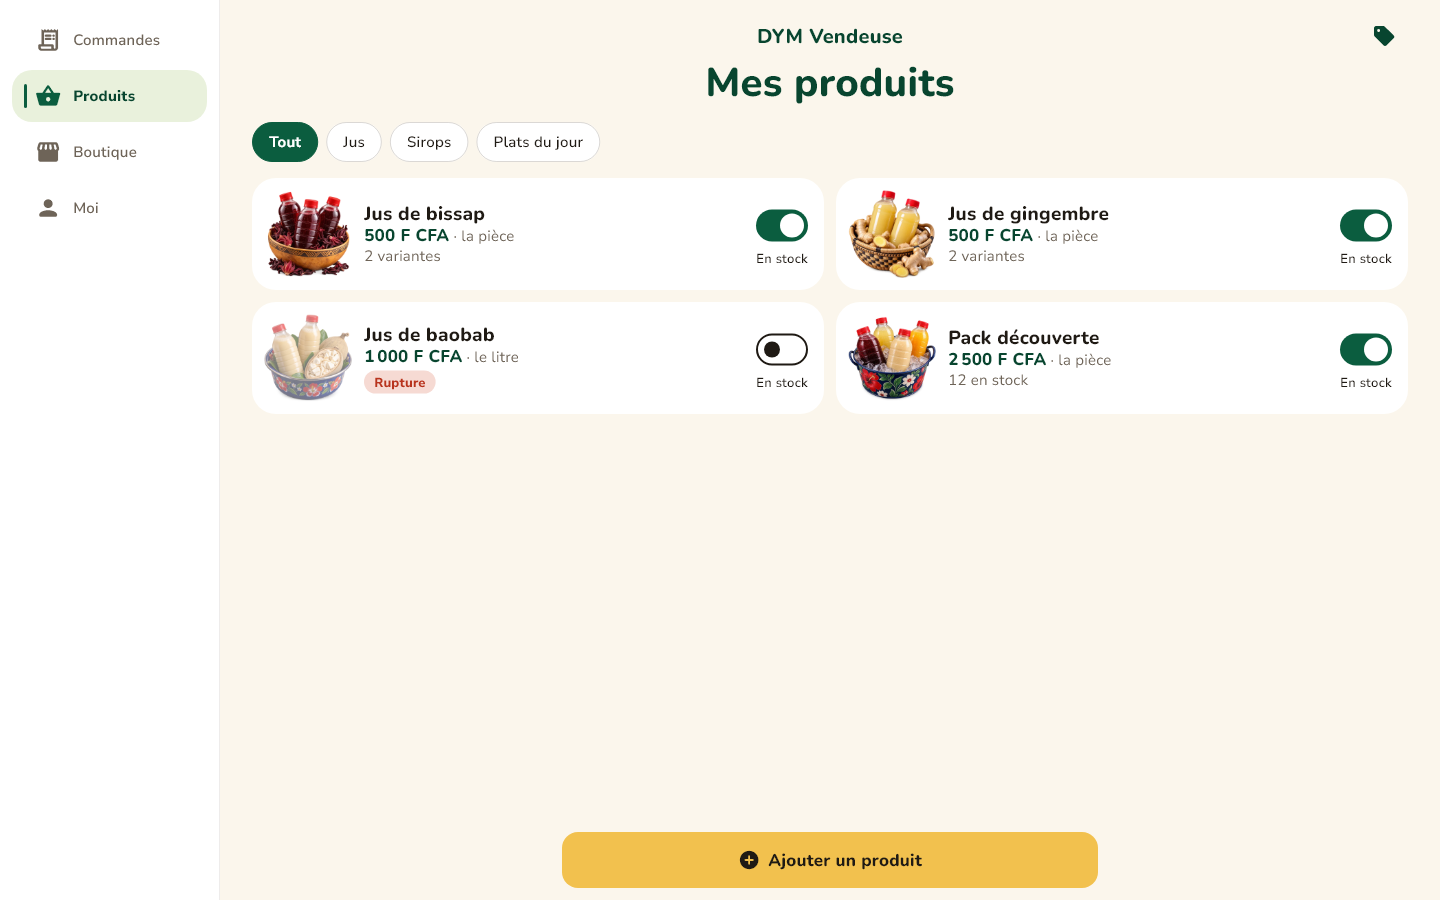 Commandes
Produits
Boutique
Moi
DYM Vendeuse
Mes produits
Tout
Jus
Sirops
Plats du jour
Jus de bissap
500 F CFA · la pièce
2 variantes
En stock
Jus de gingembre
500 F CFA · la pièce
2 variantes
En stock
Jus de baobab
1 000 F CFA · le litre
Rupture
En stock
Pack découverte
2 500 F CFA · la pièce
12 en stock
En stock
Ajouter un produit